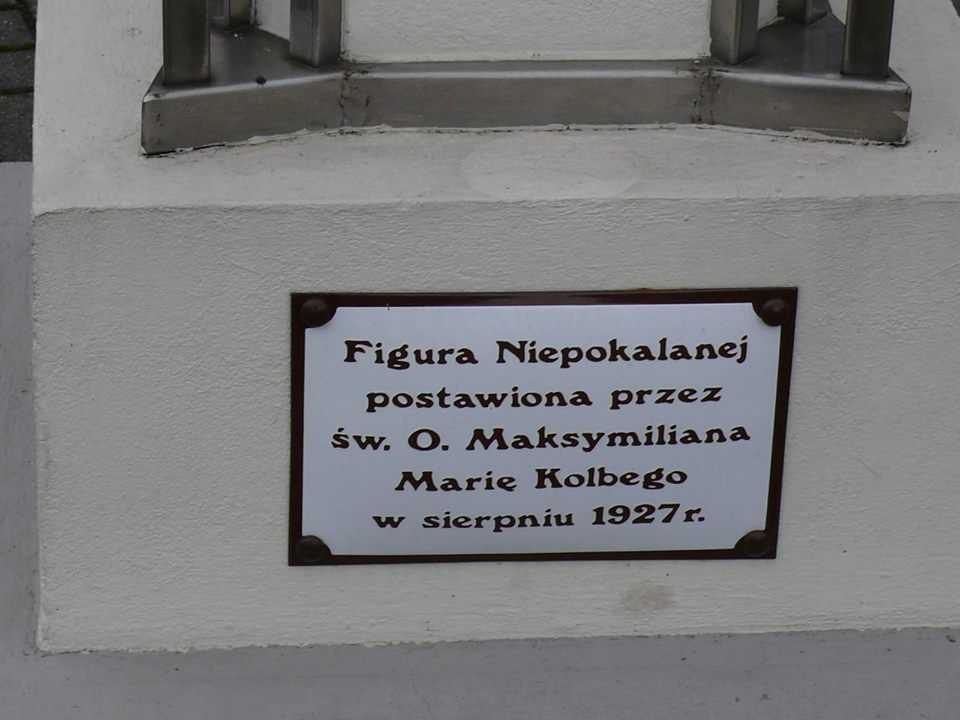 Figura Niepokalanej
postawiona przez
św. O. Maksymiliana
Marię Kolbego
w sierpniu 1927 r.